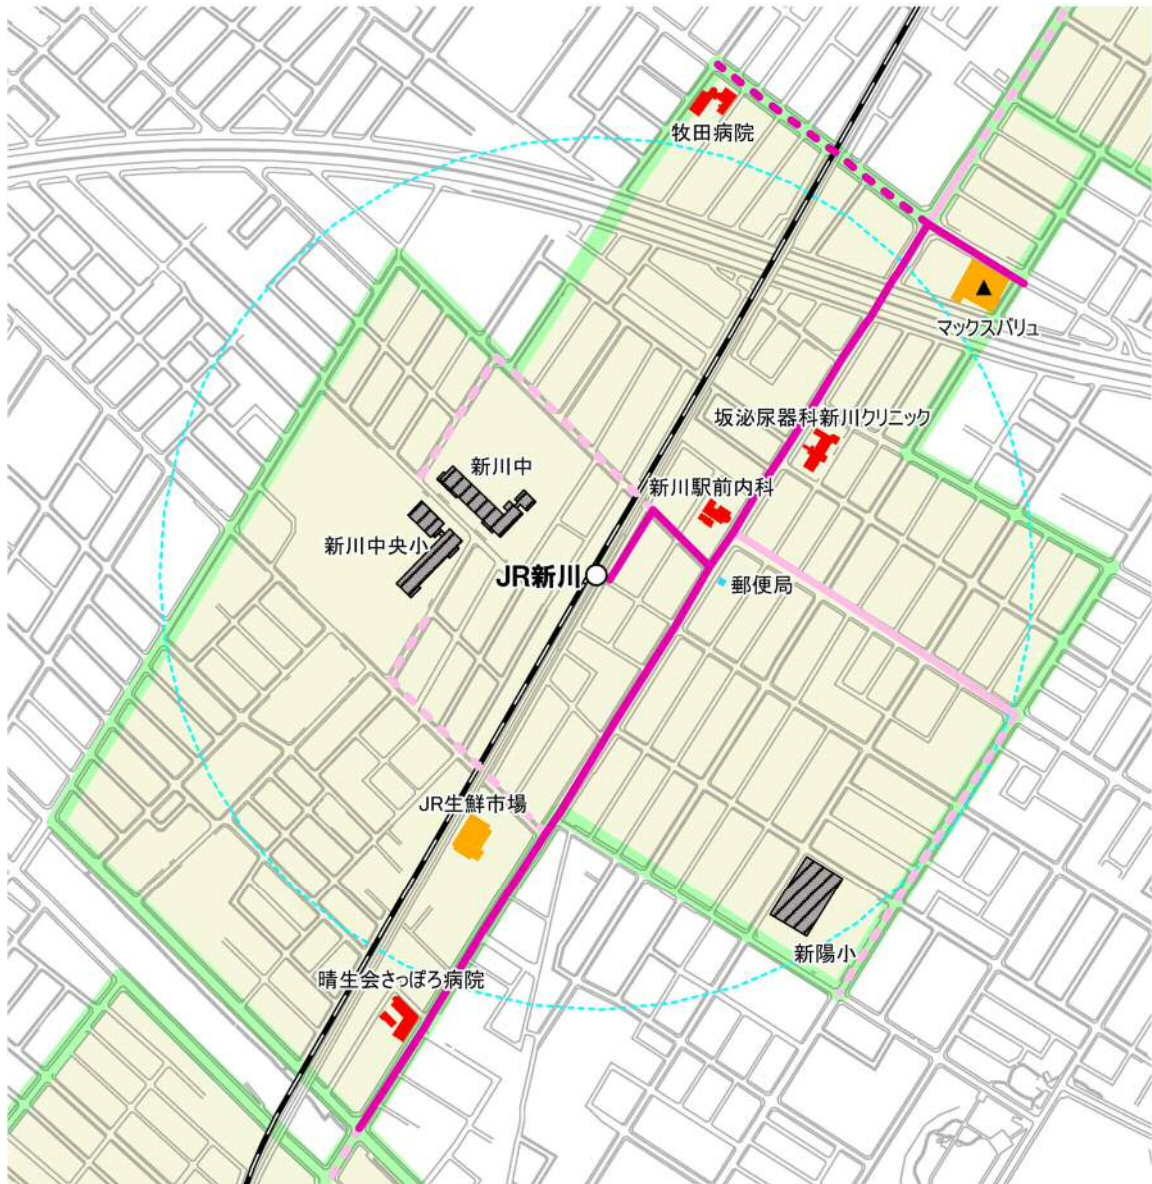 牧田病院
マックスバリュ
坂泌尿器科新川クリニック
新川中
新川駅前内科
新川中央小
JR新川
郵便局
JR生鮮市場
新陽小
晴生会さっぽろ病院